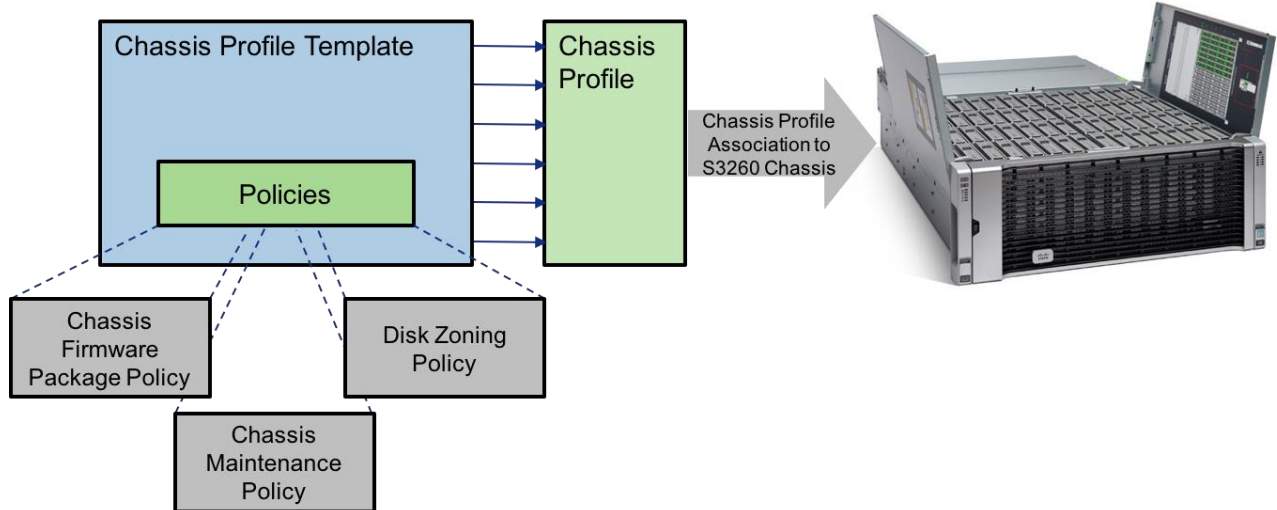 Chassis Profile Template
Chassis
Profile
Policies
Chassis Profile
Association to
S3260 Chassis
Chassis
Firmware
Package Policy
Disk Zoning
Policy
Chassis
Maintenance
Policy